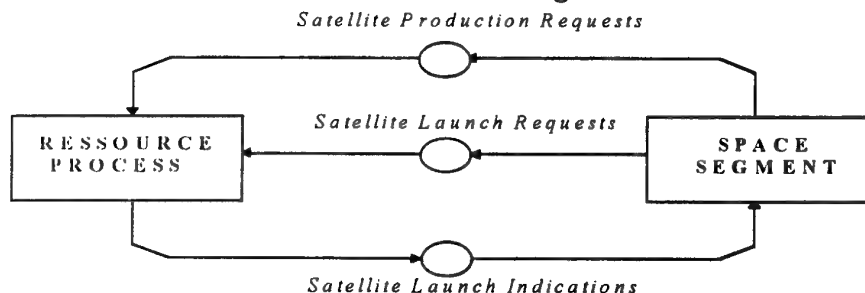 Satellite Production Requests
Satellite Launch Requests
RESSOURCE
PROCESS
SPACE
SEGMENT
Satellite Launch Indications